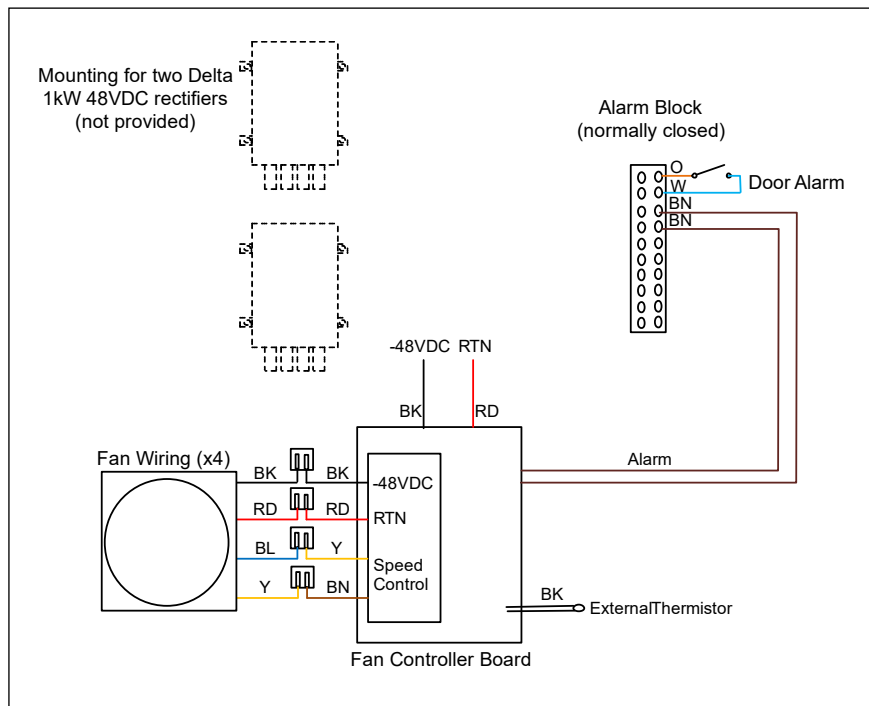 Mounting for two Delta
1kW 48VDC rectifiers
(not provided)
Alarm Block
(normally closed)
O
W
Door Alarm
BN
BN
-48VDC RTN
BK
RD
Fan Wiring (x4)
BK
BK
-48VDC
RD
RD
RTN
BL
Y
Speed
Control
Y
BN
Alarm
BK
ExternalThermistor
Fan Controller Board